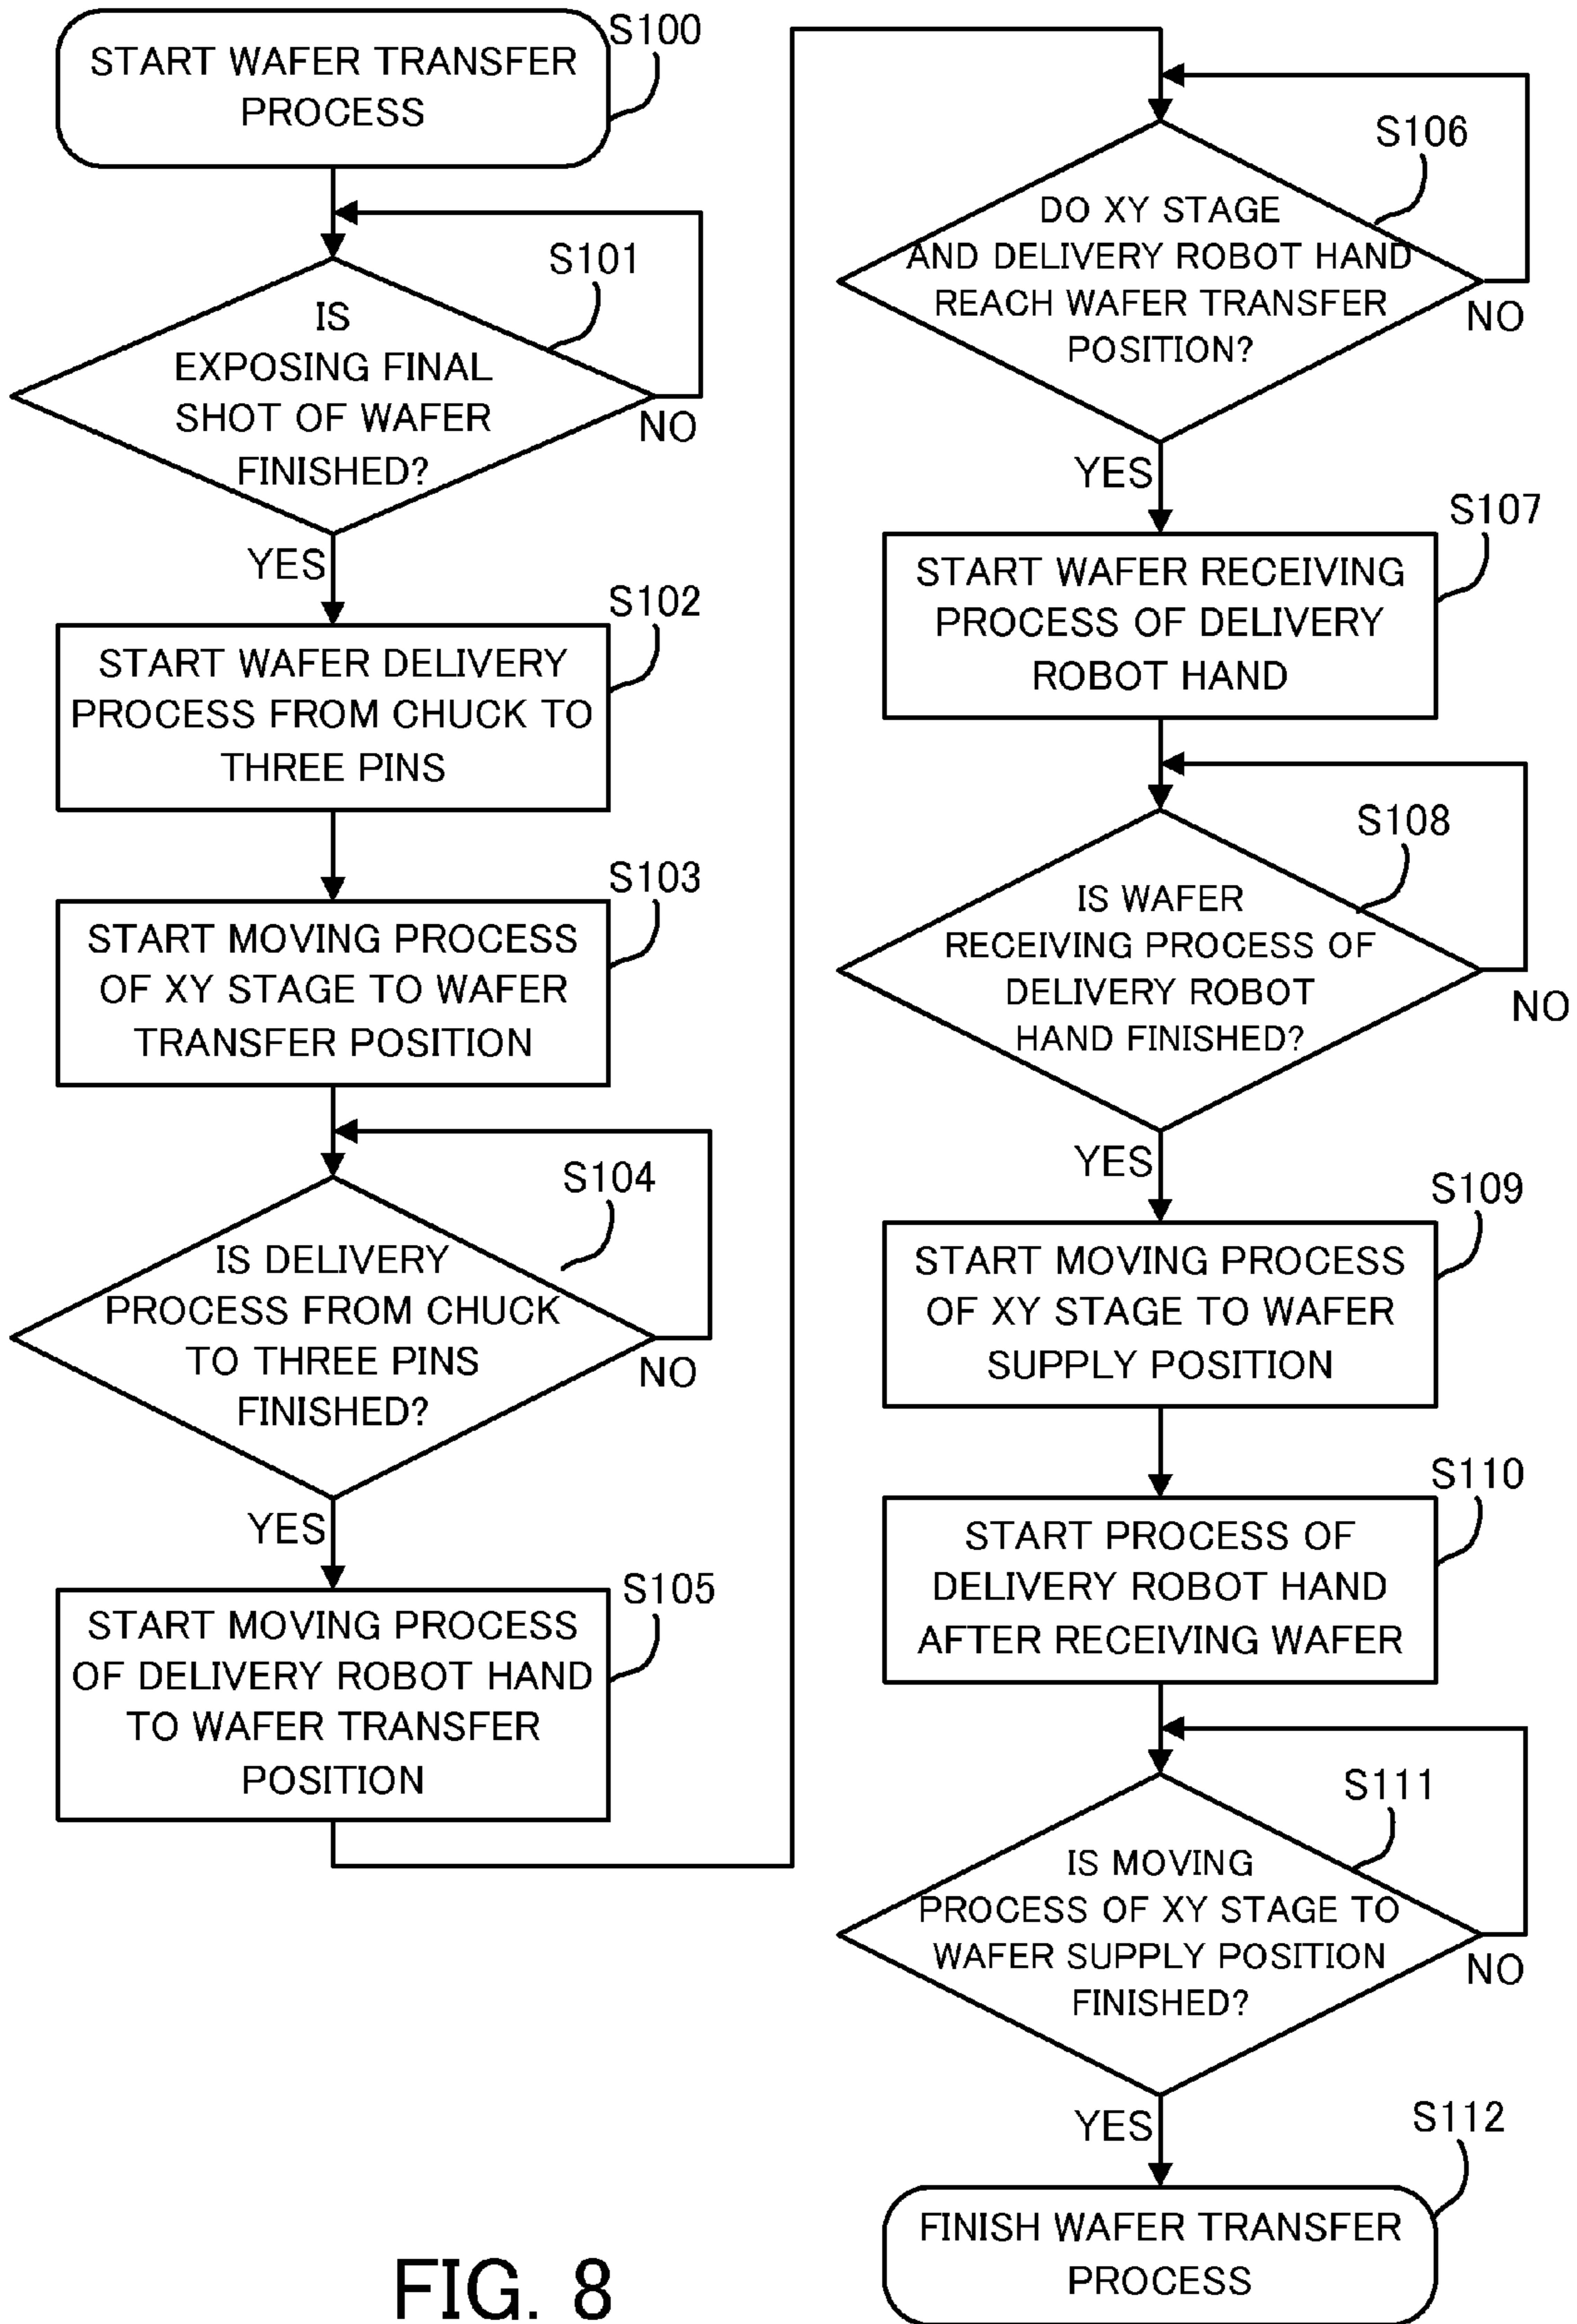 START WAFER TRANSFER
PROCESS
S100
IS
EXPOSING FINAL
SHOT OF WAFER
FINISHED?
S101
NO
YES
START WAFER DELIVERY
PROCESS FROM CHUCK TO
THREE PINS
S102
START MOVING PROCESS
OF XY STAGE TO WAFER
TRANSFER POSITION
S103
IS DELIVERY
PROCESS FROM CHUCK
TO THREE PINS
FINISHED?
S104
NO
YES
START MOVING PROCESS
OF DELIVERY ROBOT HAND
TO WAFER TRANSFER
POSITION
S105
DO XY STAGE
AND DELIVERY ROBOT HAND
REACH WAFER TRANSFER
POSITION?
S106
NO
YES
START WAFER RECEIVING
PROCESS OF DELIVERY
ROBOT HAND
S107
IS WAFER
RECEIVING PROCESS OF
DELIVERY ROBOT
HAND FINISHED?
S108
NO
YES
START MOVING PROCESS
OF XY STAGE TO WAFER
SUPPLY POSITION
S109
START PROCESS OF
DELIVERY ROBOT HAND
AFTER RECEIVING WAFER
S110
IS MOVING
PROCESS OF XY STAGE TO
WAFER SUPPLY POSITION
FINISHED?
S111
NO
YES
FINISH WAFER TRANSFER
PROCESS
S112
FIG. 8